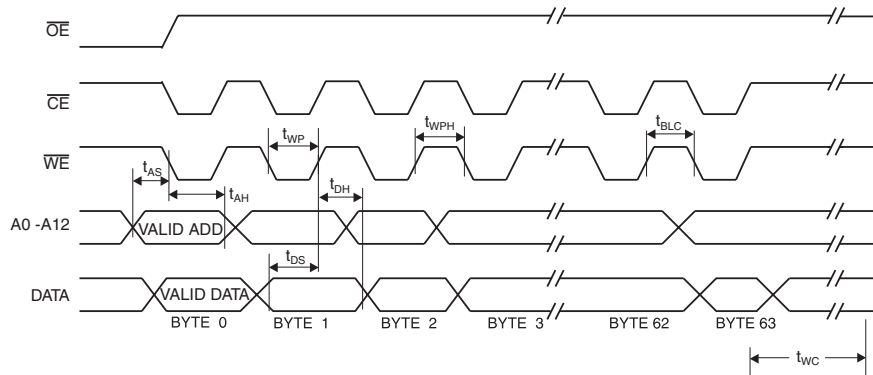 OE
CE
tWP
tWPH
tBLC
WE
tAS
tAH
tDH
A0 -A12
VALID ADD
tDS
DATA
VALID DATA
BYTE 0
BYTE 1
BYTE 2
BYTE 3
BYTE 62
BYTE 63
tWC